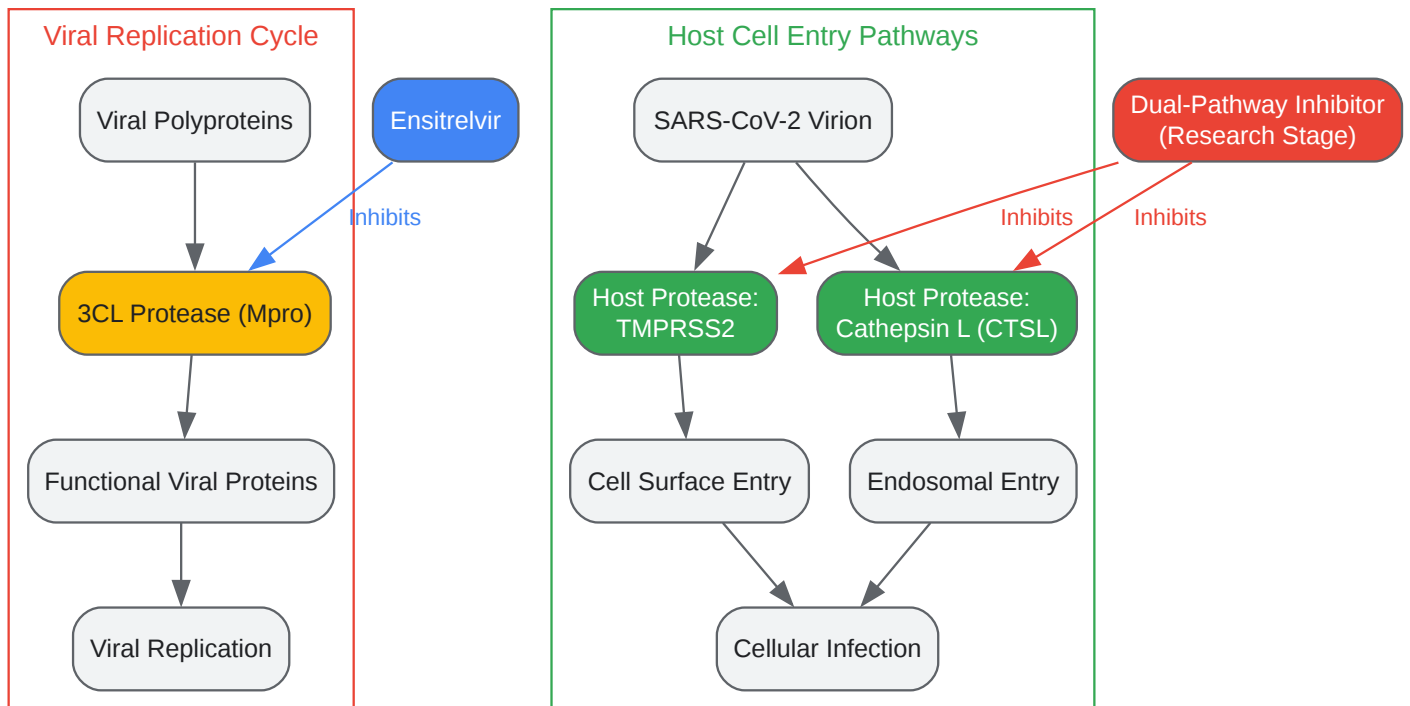 Viral Replication Cycle
Viral Polyproteins
Ensitrelvir
Inhibits
3CL Protease (Mpro)
Functional Viral Proteins
Viral Replication
Host Cell Entry Pathways
SARS-CoV-2 Virion
Dual-Pathway Inhibitor
(Research Stage)
Inhibits
Inhibits
Host Protease:
TMPRSS2
Host Protease:
Cathepsin L (CTSL)
Cell Surface Entry
Endosomal Entry
Cellular Infection